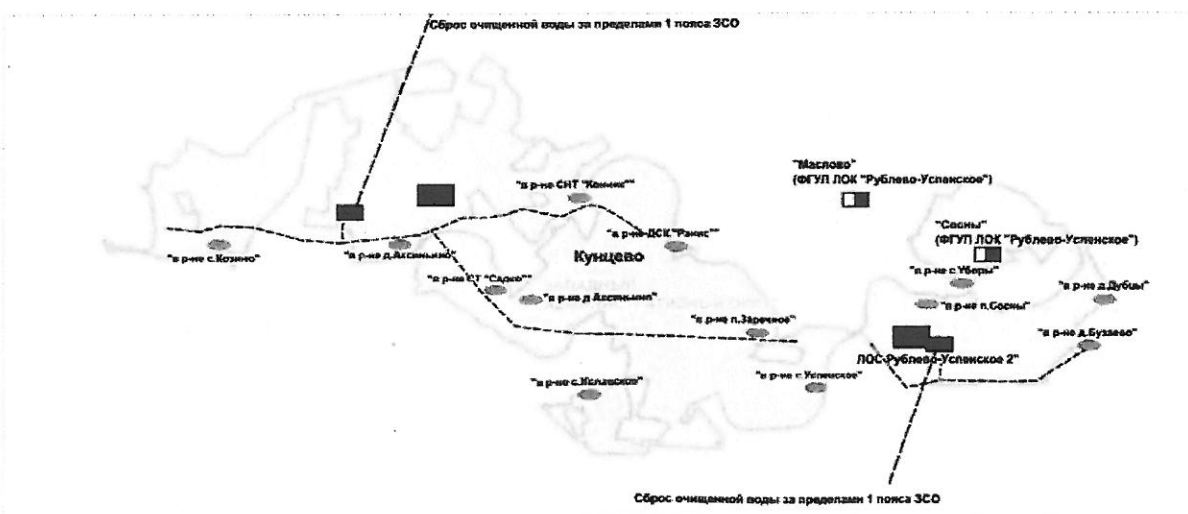 Сброс очищенной воды за пределами 1 пояса ЗСО
"Маслово"
(ФГУП ЛОК "Рублево-Успенское")
"в р-не СНТ "Комикс""
"в р-не ДСК "Ранис""
"Сосны"
(ФГУП ЛОК "Рублево-Успенское")
"в р-не с.Козино"
"в р-не д.Аксиньино"
Кунцево
"в р-не с.Уборы"
"в р-не СТ "Садко""
"в р-не д.Аксиньино"
"в р-не д.Дубцы"
"в р-не п.Сосны"
"в р-не п.Заречное"
"в р-не д.Бузаево"
ЛОС-Рублево-Успенское 2"
"в р-не с.Успенское"
"в р-не с.Иславское"
Сброс очищенной воды за пределами 1 пояса ЗСО